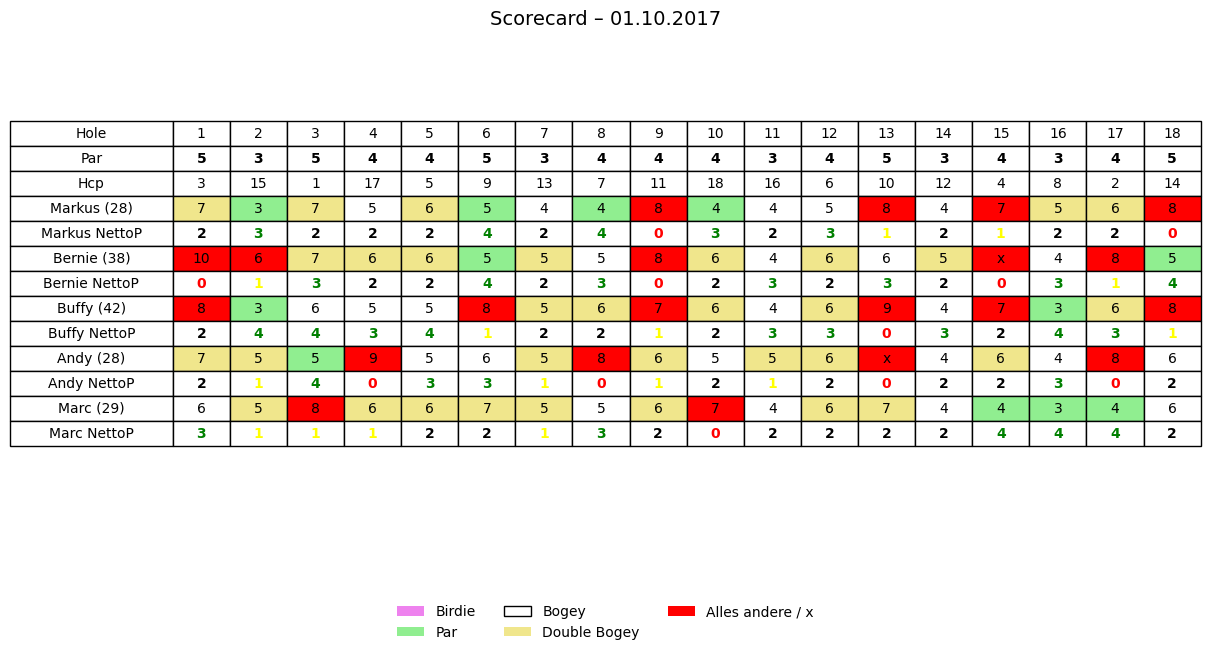 Scorecard – 01.10.2017
Hole 1 2 3 4 5 6 7 8 9 10 11 12 13 14 15 16 17 18
Par 5 3 5 4 4 5 3 4 4 4 3 4 5 3 4 3 4 5
Hcp 3 15 1 17 5 9 13 7 11 18 16 6 10 12 4 8 2 14
Markus (28) 7 3 7 5 6 5 4 4 8 4 4 5 8 4 7 5 6 8
Markus NettoP 2 3 2 2 2 4 2 4 0 3 2 3 1 2 1 2 2 0
Bernie (38) 10 6 7 6 6 5 5 5 8 6 4 6 6 5 x 4 8 5
Bernie NettoP 0 1 3 2 2 4 2 3 0 2 3 2 3 2 0 3 1 4
Buffy (42) 8 3 6 5 5 8 5 6 7 6 4 6 9 4 7 3 6 8
Buffy NettoP 2 4 4 3 4 1 2 2 1 2 3 3 0 3 2 4 3 1
Andy (28) 7 5 5 9 5 6 5 8 6 5 5 6 x 4 6 4 8 6
Andy NettoP 2 1 4 0 3 3 1 0 1 2 1 2 0 2 2 3 0 2
Marc (29) 6 5 8 6 6 7 5 5 6 7 4 6 7 4 4 3 4 6
Marc NettoP 3 1 1 1 2 2 1 3 2 0 2 2 2 2 4 4 4 2
Birdie Bogey Alles andere / x
Par Double Bogey